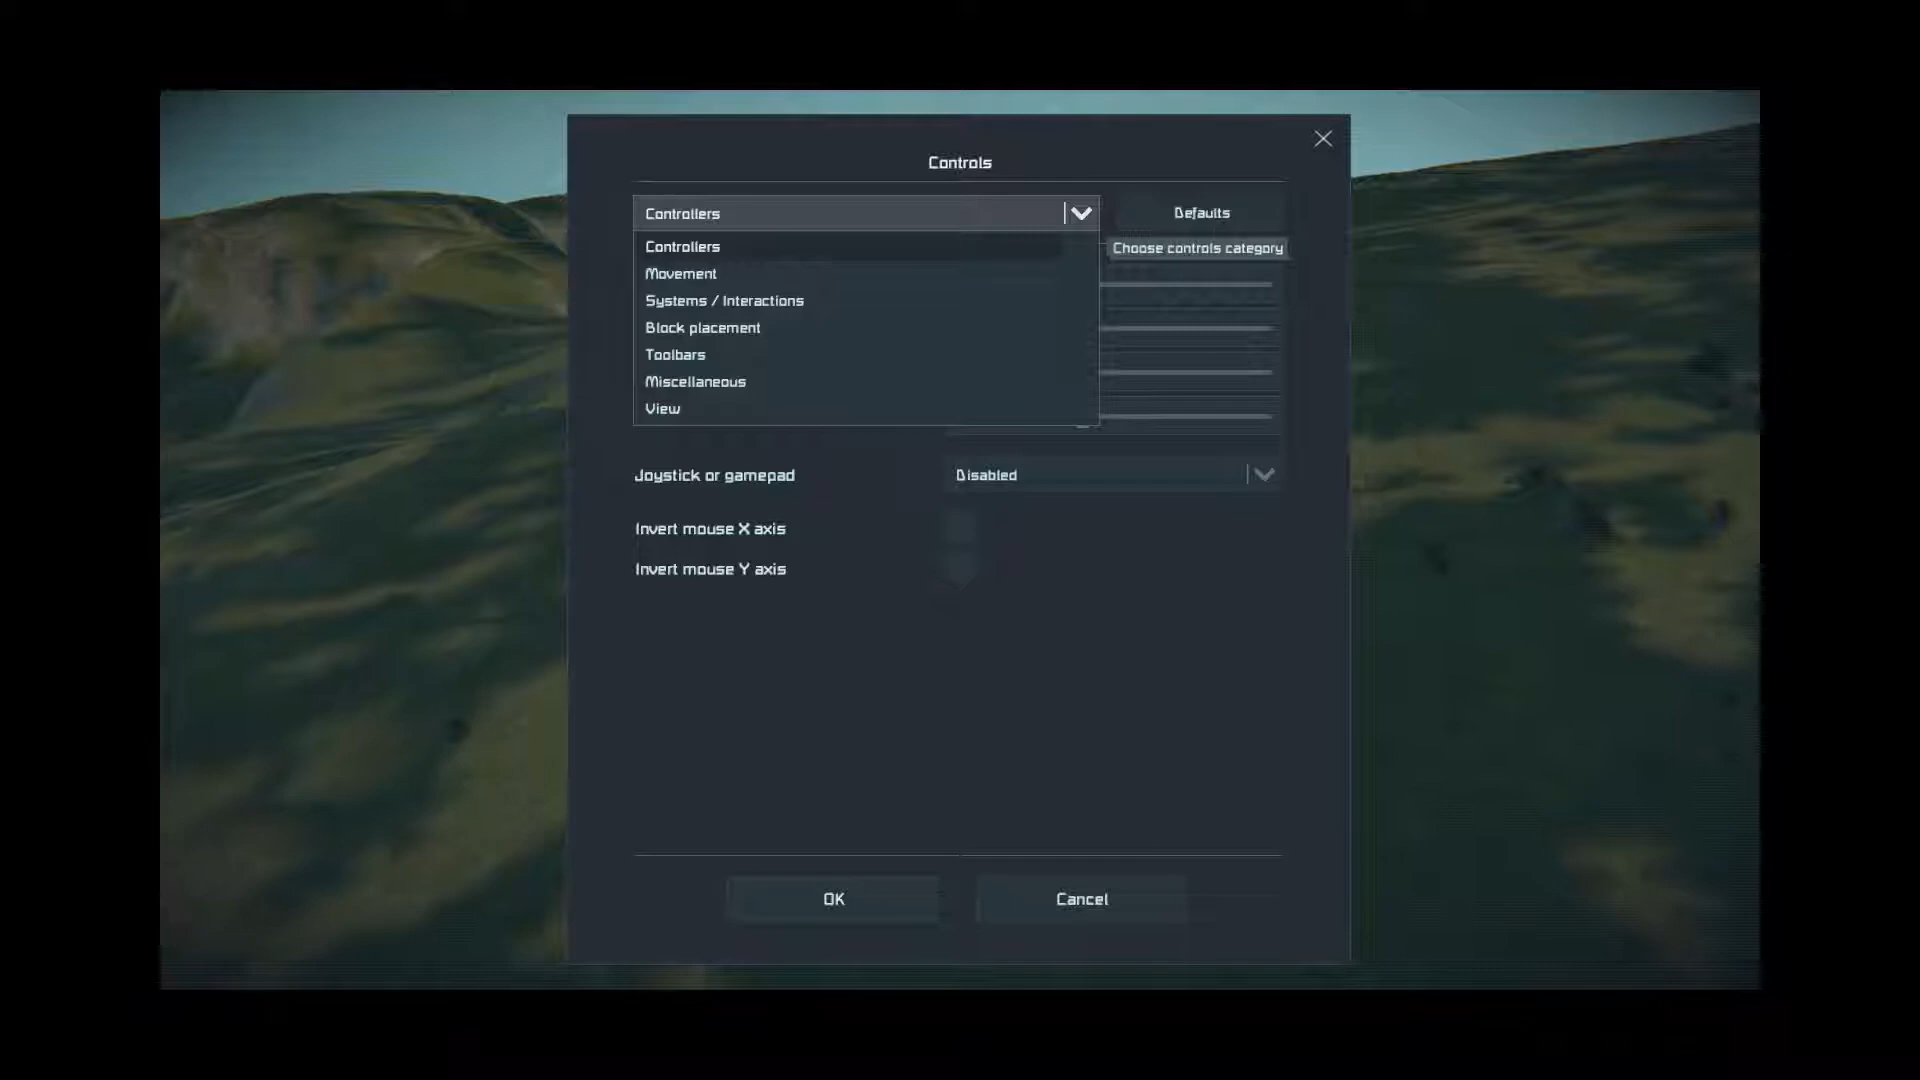 Controls
Controllers
Defaults
Controllers
Choose controls category
Movement
Systems / Interactions
Block placement
Toolbars
Miscellaneous
View
Joystick or gamepad
Disabled
Invert mouse X axis
Invert mouse Y axis
OK
Cancel